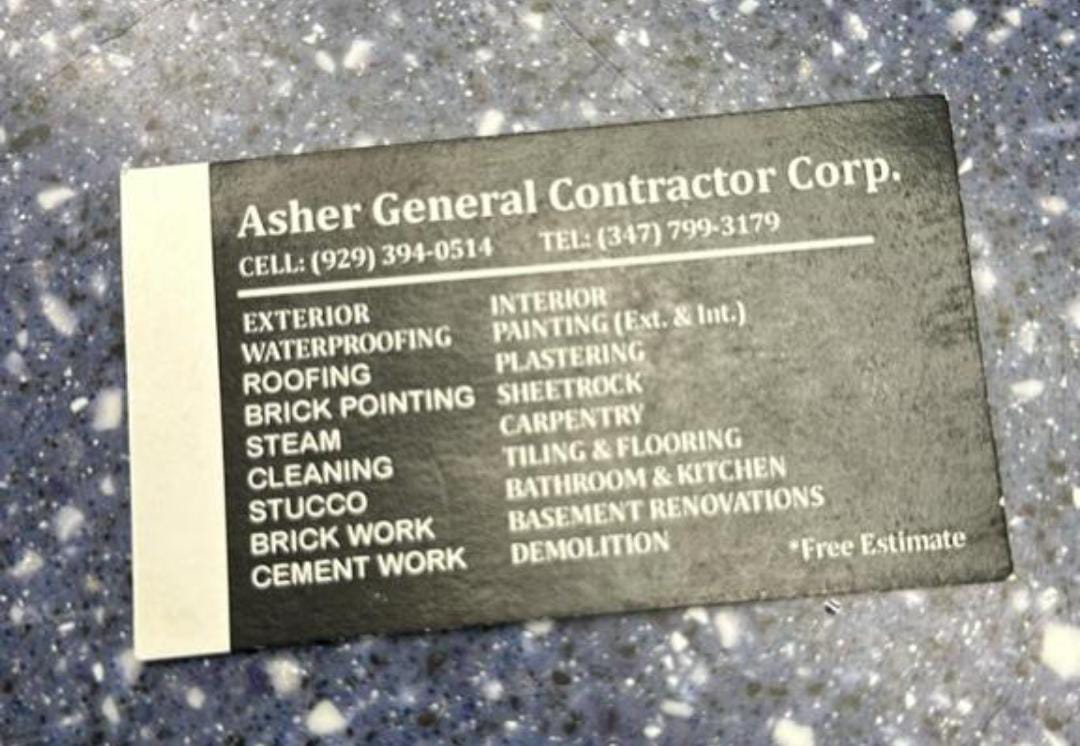 Asher General Contractor Corp.
CELL: (929) 394-0514 TEL: (347) 799-3179
EXTERIOR
WATERPROOFING
ROOFING
BRICK POINTING
STEAM
CLEANING
STUCCO
BRICK WORK
CEMENT WORK
INTERIOR
PAINTING (Ext. & Int.)
PLASTERING
SHEETROCK
CARPENTRY
TILING & FLOORING
BATHROOM & KITCHEN
BASEMENT RENOVATIONS
DEMOLITION
*Free Estimate